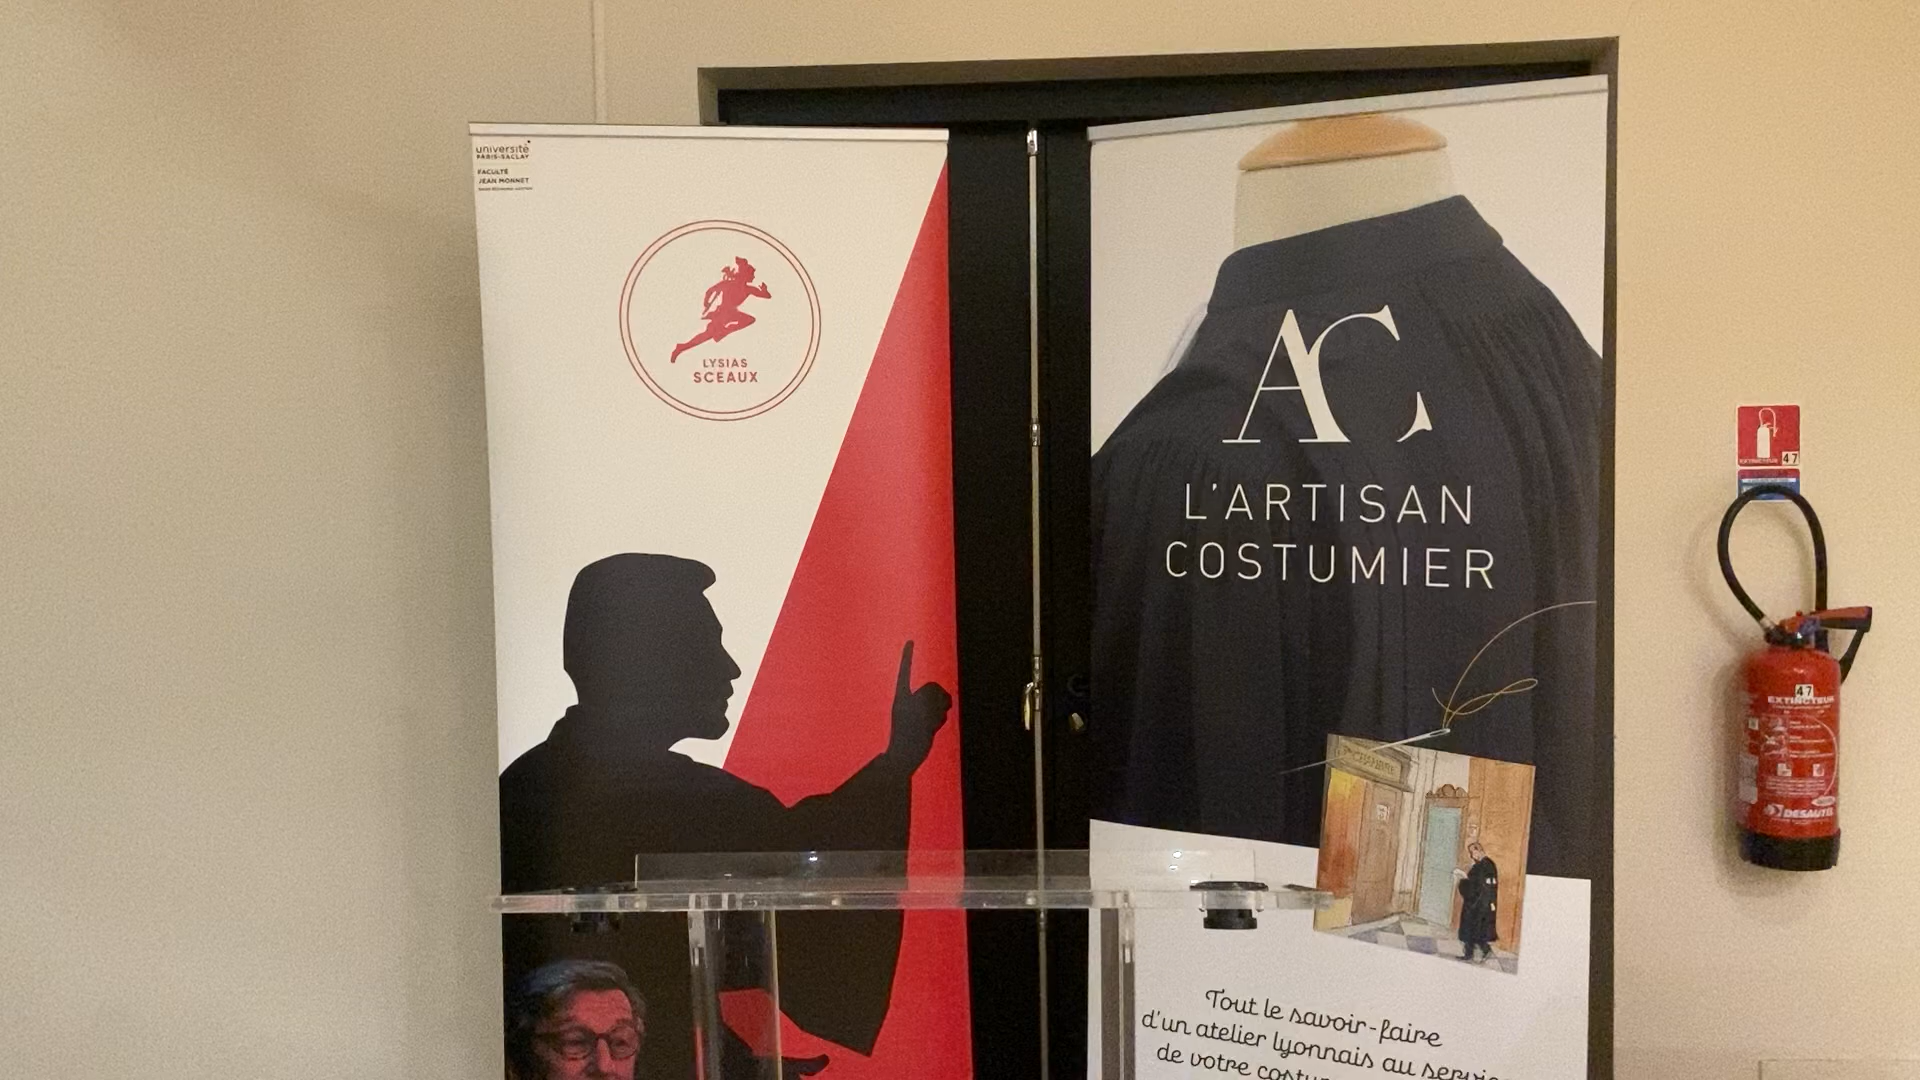 université
PARIS-SACLAY
FACULTÉ
JEAN MONNET
LYSIAS
SCEAUX
AC
L'ARTISAN
COSTUMIER
CHAMBRE
Tout le savoir-faire
d'un atelier lyonnais au
de votre
EXTINCTEUR 47
47
EXTINCTEUR
DESAUTEL